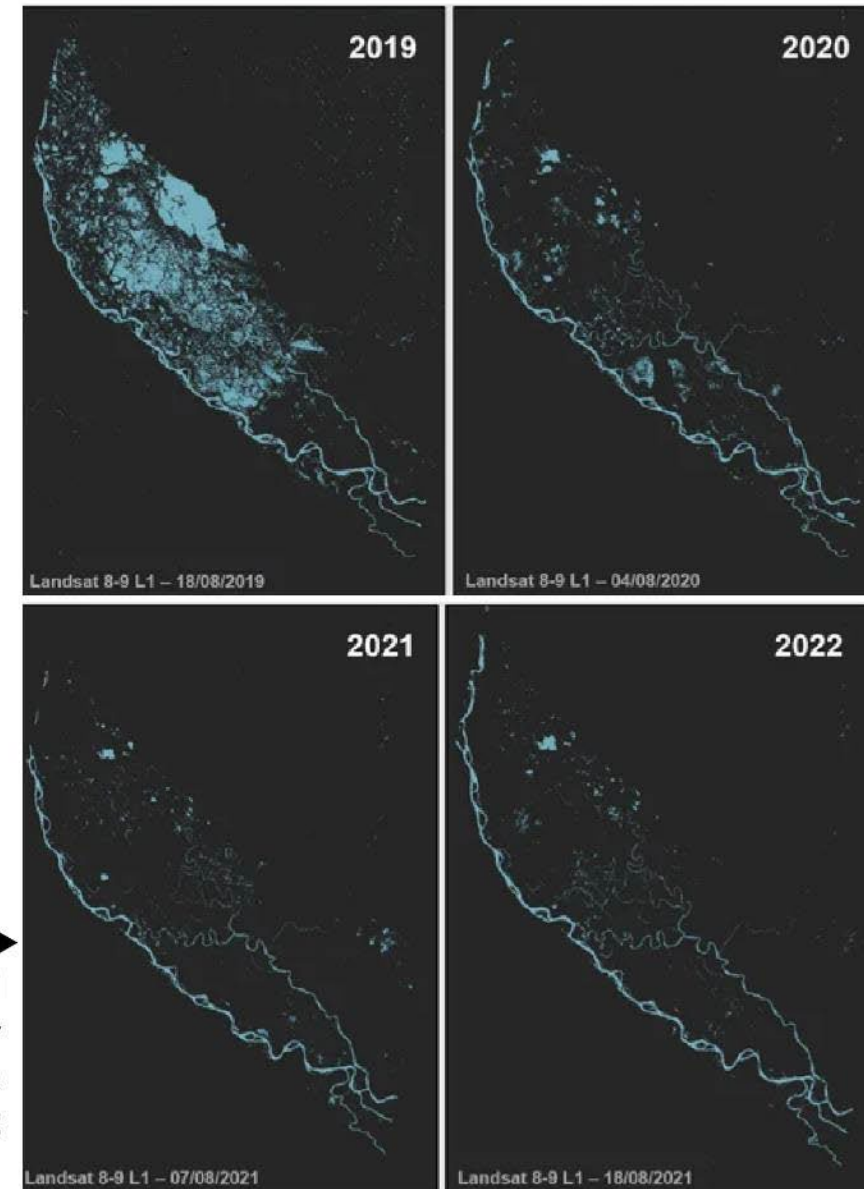 2019
2020
Landsat 8-9 L1 – 18/08/2019
Landsat 8-9 L1 – 04/08/2020
2021
2022
Landsat 8-9 L1 – 07/08/2021
Landsat 8-9 L1 – 18/08/2021